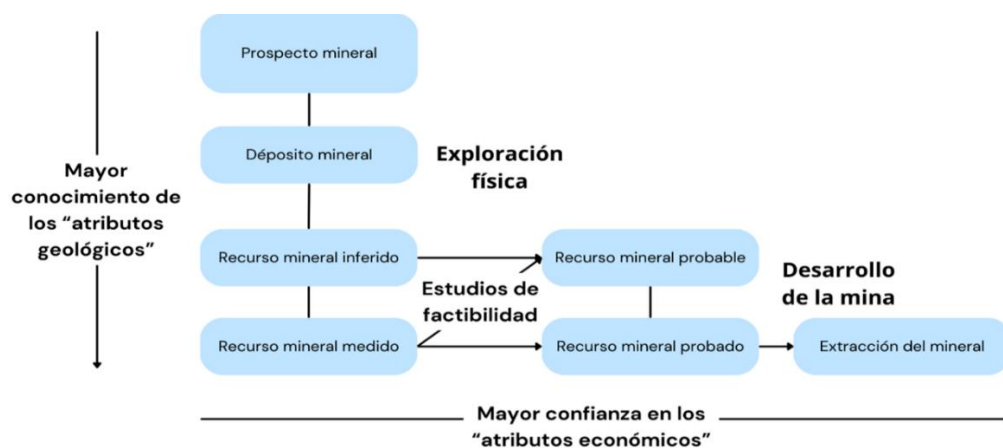 Prospecto mineral
Déposito mineral
Exploración
física
Mayor
conocimiento de
los “atributos
geológicos”
Recurso mineral inferido
Recurso mineral probable
Estudios de
factibilidad
Desarrollo
de la mina
Recurso mineral medido
Recurso mineral probado
Extracción del mineral
Mayor confianza en los
“atributos económicos”